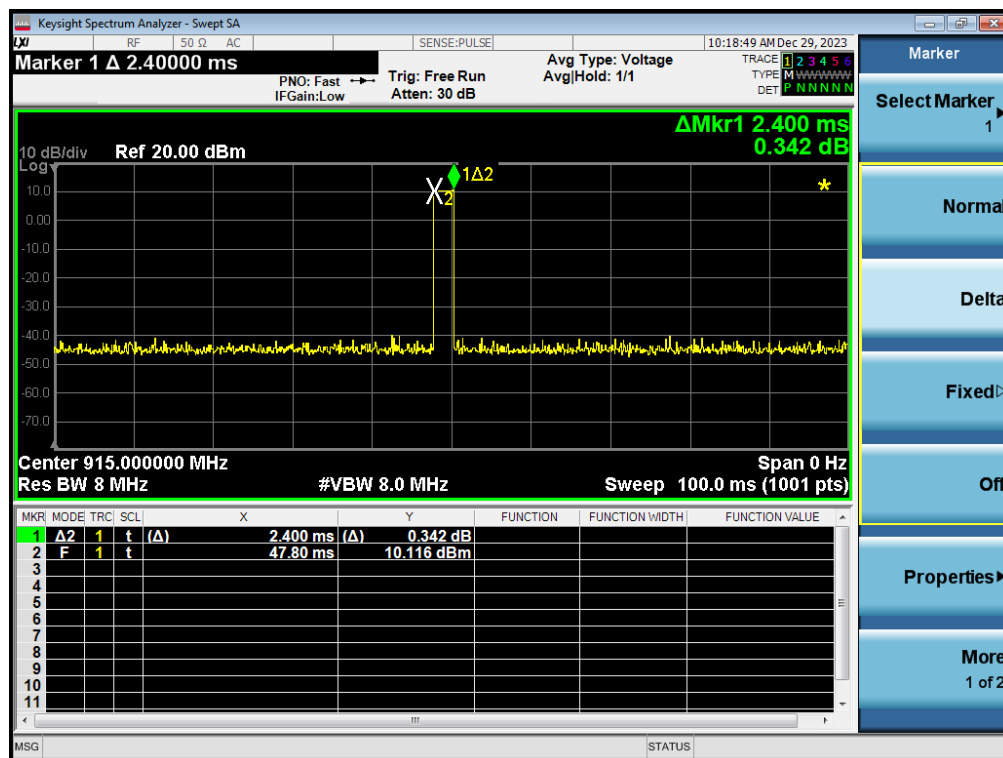 Keysight Spectrum Analyzer - Swept SA
LXI RF 50 Ω AC SENSE:PULSE 10:18:49 AM Dec 29, 2023
Marker 1 Δ 2.40000 ms
PNO: Fast
IFGain:Low
Trig: Free Run
Atten: 30 dB
Avg Type: Voltage
Avg|Hold: 1/1
TRACE 1 2 3 4 5 6
TYPE M WWWWW
DET P N N N N N
ΔMkr1 2.400 ms
0.342 dB
10 dB/div Ref 20.00 dBm
Log
1Δ2
2
*
10.0
0.00
-10.0
-20.0
-30.0
-40.0
-50.0
-60.0
-70.0
Center 915.000000 MHz Span 0 Hz
Res BW 8 MHz #VBW 8.0 MHz Sweep 100.0 ms (1001 pts)
MKR MODE TRC SCL X Y FUNCTION FUNCTION WIDTH FUNCTION VALUE
1 Δ2 1 t (Δ) 2.400 ms (Δ) 0.342 dB
2 F 1 t 47.80 ms 10.116 dBm
3
4
5
6
7
8
9
10
11
MSG STATUS
Marker
Select Marker
1
Normal
Delta
Fixed
Off
Properties
More
1 of 2